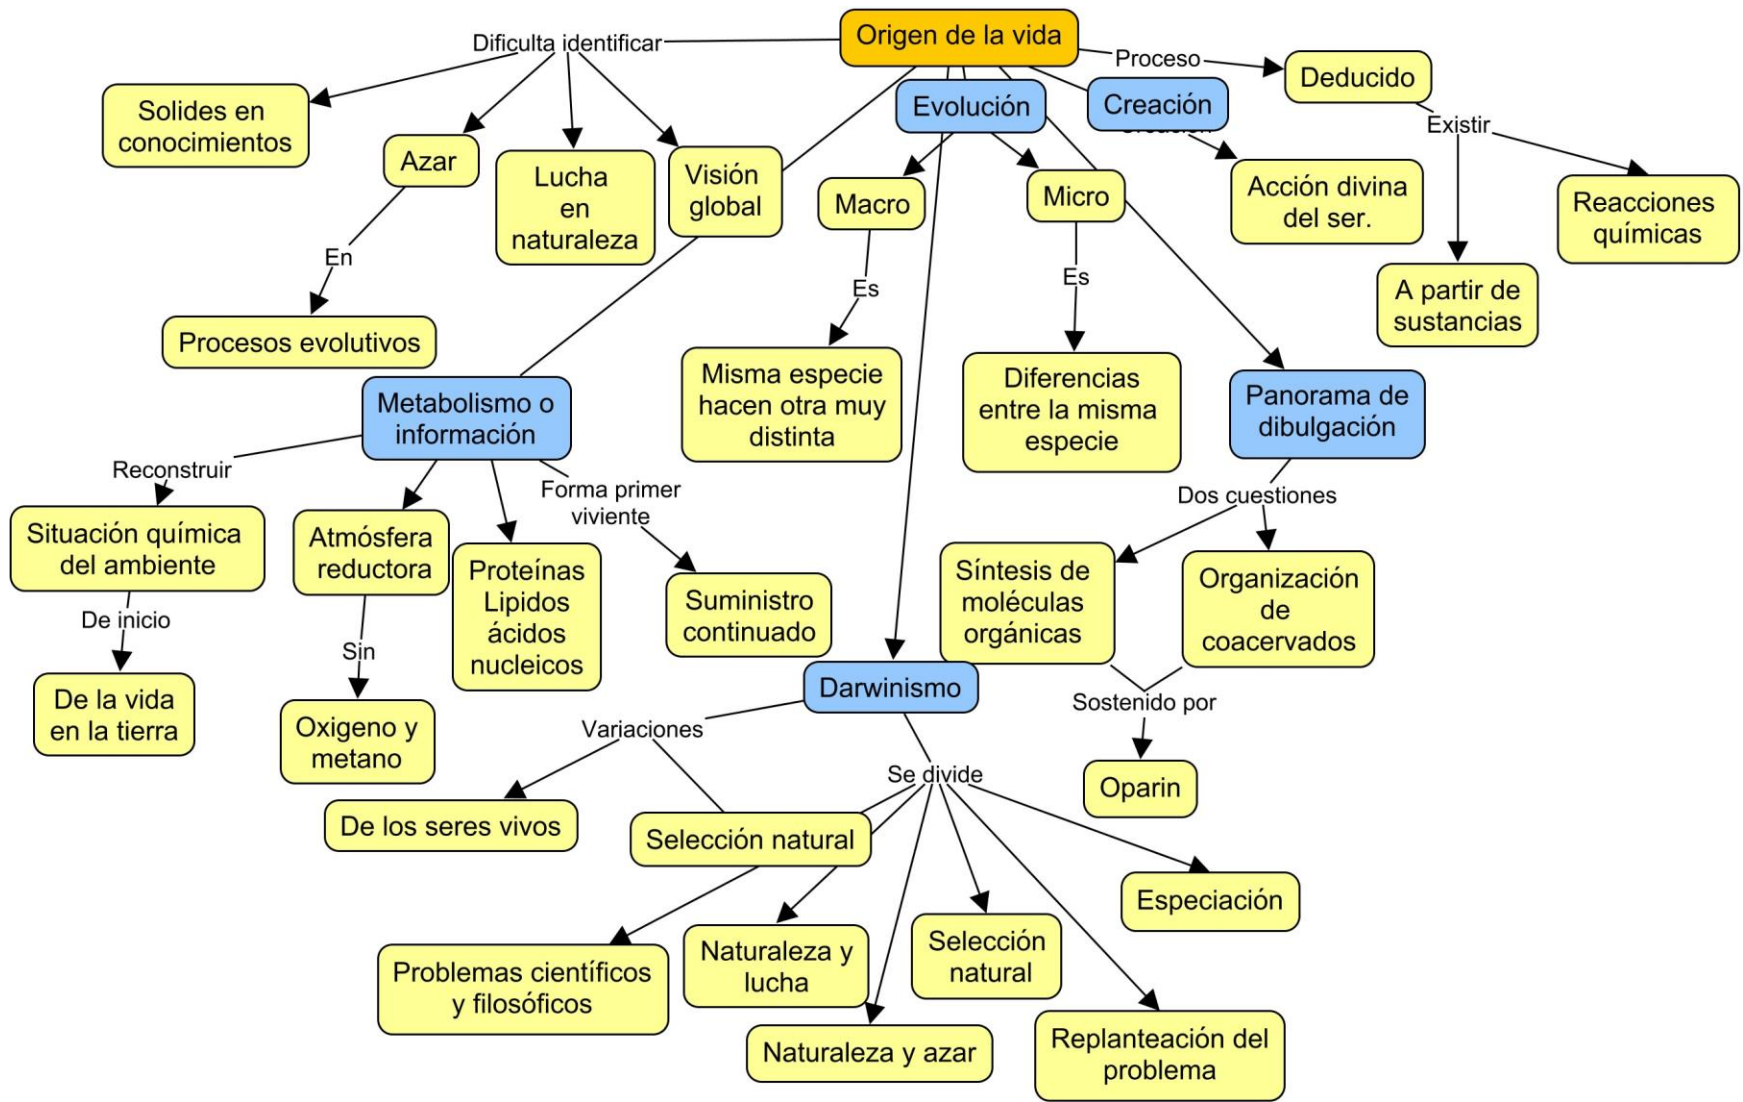 Origen de la vida
Dificulta identificar
Proceso
Deducido
Evolución
Creación
Creación
Existir
Solides en
conocimientos
Azar
Lucha
en
naturaleza
Visión
global
Macro
Micro
Acción divina
del ser.
Reacciones
químicas
En
Es
Es
A partir de
sustancias
Procesos evolutivos
Misma especie
hacen otra muy
distinta
Diferencias
entre la misma
especie
Panorama de
dibulgación
Metabolismo o
información
Reconstruir
Forma primer
viviente
Dos cuestiones
Situación química
del ambiente
Atmósfera
reductora
Proteínas
Lipidos
ácidos
nucleicos
Suministro
continuado
Síntesis de
moléculas
orgánicas
Organización
de
coacervados
De inicio
Sin
De la vida
en la tierra
Oxigeno y
metano
Darwinismo
Sostenido por
Variaciones
Se divide
Oparin
De los seres vivos
Selección natural
Especiación
Problemas científicos
y filosóficos
Naturaleza y
lucha
Selección
natural
Naturaleza y azar
Replanteación del
problema